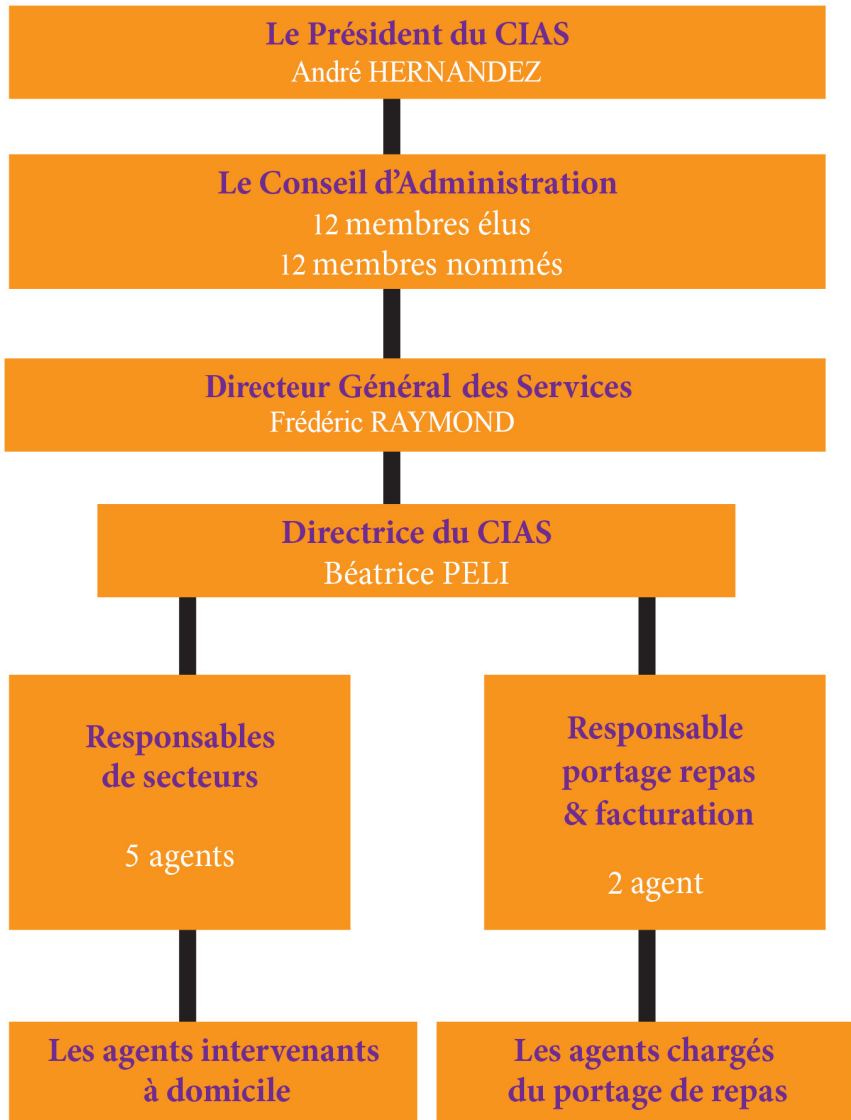 Le Président du CIAS
André HERNANDEZ
Le Conseil d'Administration
12 membres élus
12 membres nommés
Directeur Général des Services
Frédéric RAYMOND
Directrice du CIAS
Béatrice PELI
Responsables
de secteurs
5 agents
Responsable
portage repas
& facturation
2 agent
Les agents intervenants
à domicile
Les agents chargés
du portage de repas